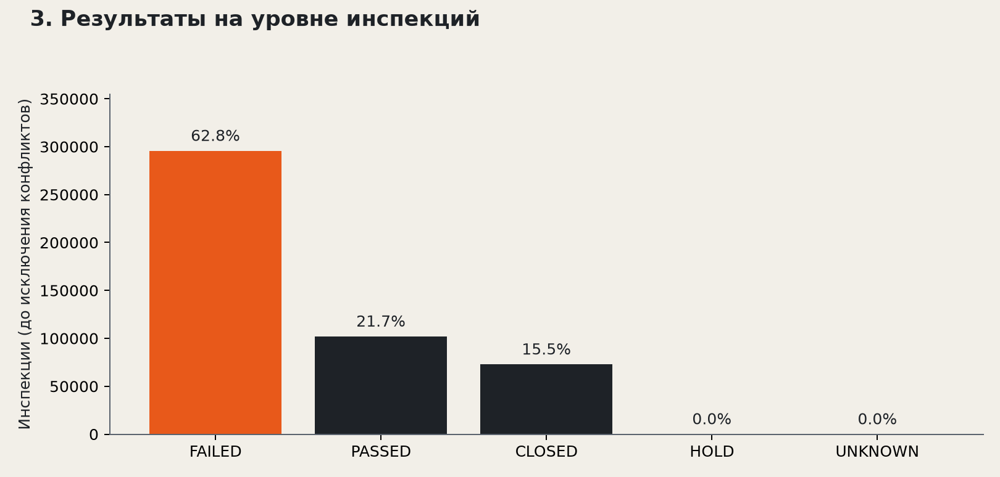 3. Результаты на уровне инспекций
Инспекции (до исключения конфликтов)
350000
300000
250000
200000
150000
100000
50000
0
62.8%
21.7%
15.5%
0.0%
0.0%
FAILED
PASSED
CLOSED
HOLD
UNKNOWN